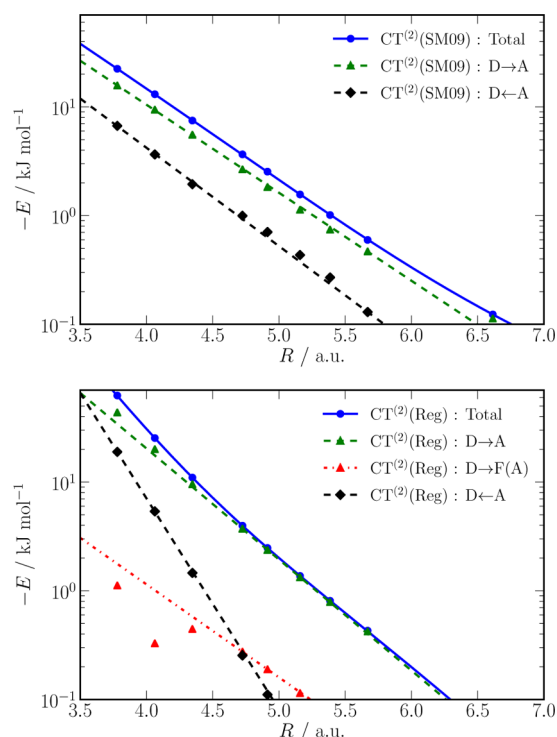 CT⁽²⁾(SM09) : Total
CT⁽²⁾(SM09) : D→A
CT⁽²⁾(SM09) : D←A
10¹
10⁰
10⁻¹
−E / kJ mol⁻¹
3.5 4.0 4.5 5.0 5.5 6.0 6.5 7.0
R / a.u.
CT⁽²⁾(Reg) : Total
CT⁽²⁾(Reg) : D→A
CT⁽²⁾(Reg) : D→F(A)
CT⁽²⁾(Reg) : D←A
10¹
10⁰
10⁻¹
−E / kJ mol⁻¹
3.5 4.0 4.5 5.0 5.5 6.0 6.5 7.0
R / a.u.